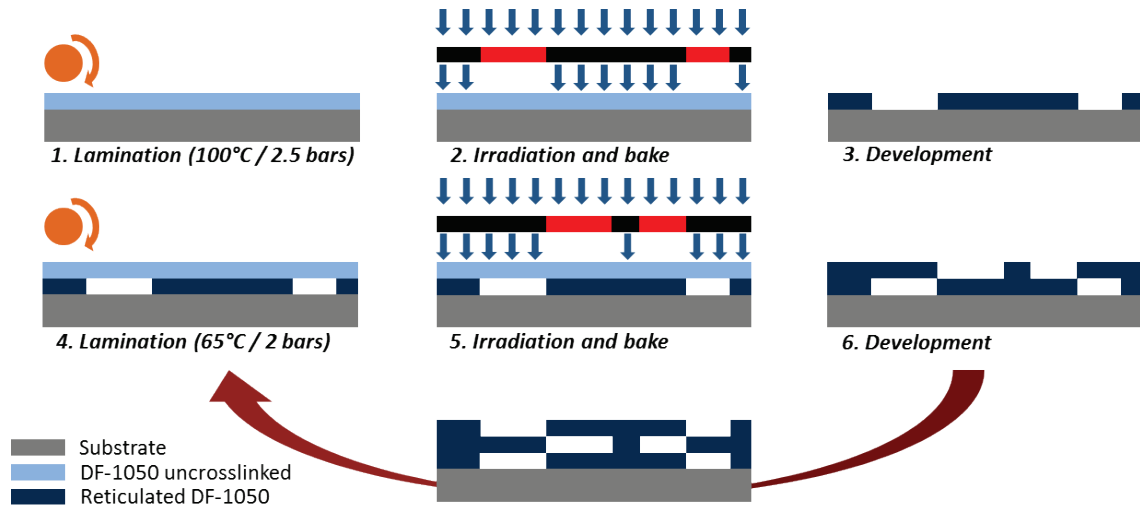 1. Lamination (100°C / 2.5 bars)
2. Irradiation and bake
3. Development
4. Lamination (65°C / 2 bars)
5. Irradiation and bake
6. Development
Substrate
DF-1050 uncrosslinked
Reticulated DF-1050